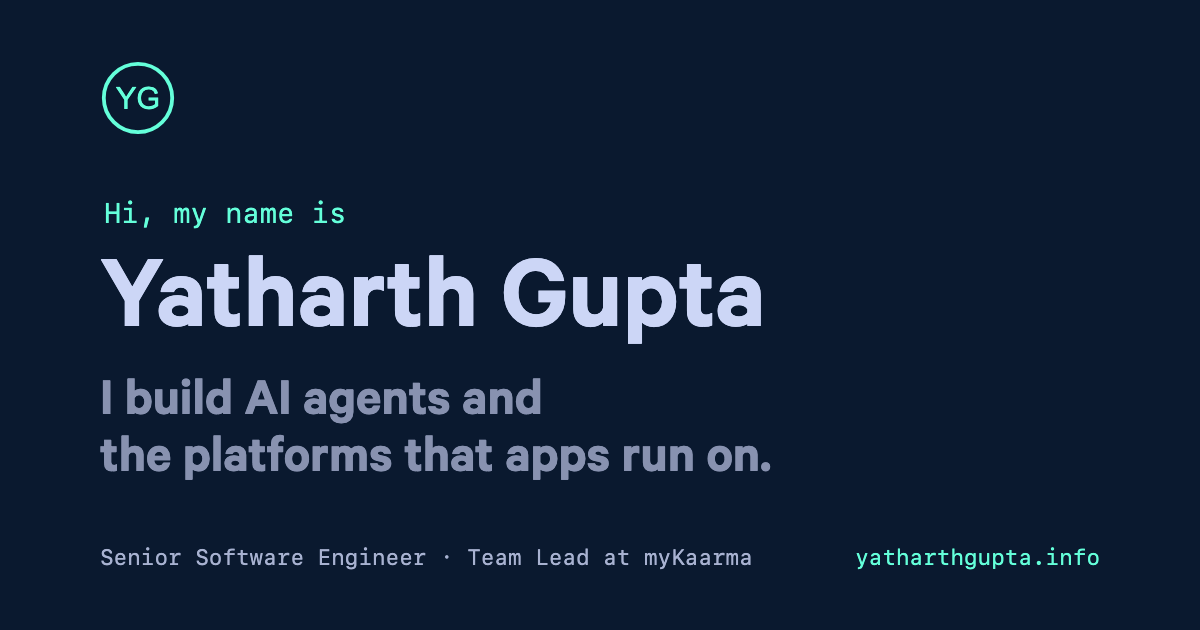 YG
Hi, my name is
Yatharth Gupta
I build AI agents and
the platforms that apps run on.
Senior Software Engineer · Team Lead at myKaarma
yatharthgupta.info